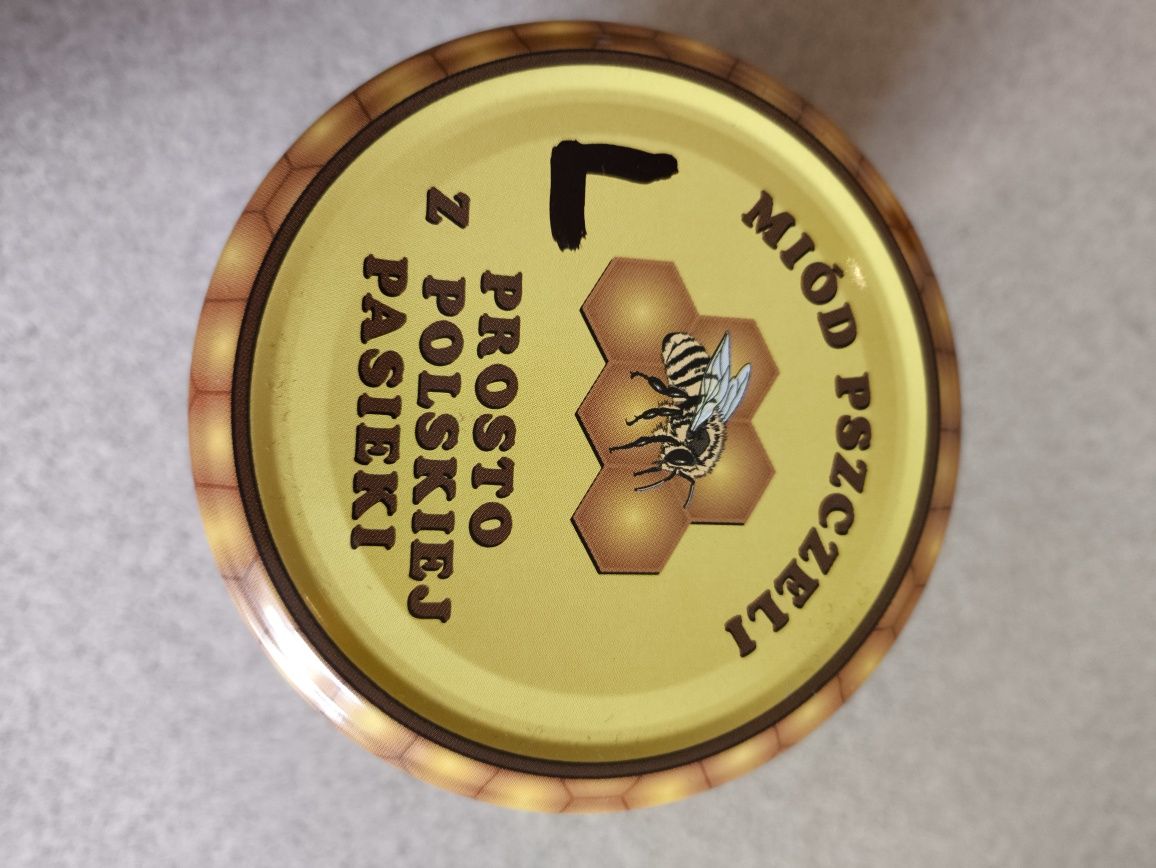 MIÓD PSZCZELI
L
PROSTO
Z POLSKIEJ
PASIEKI